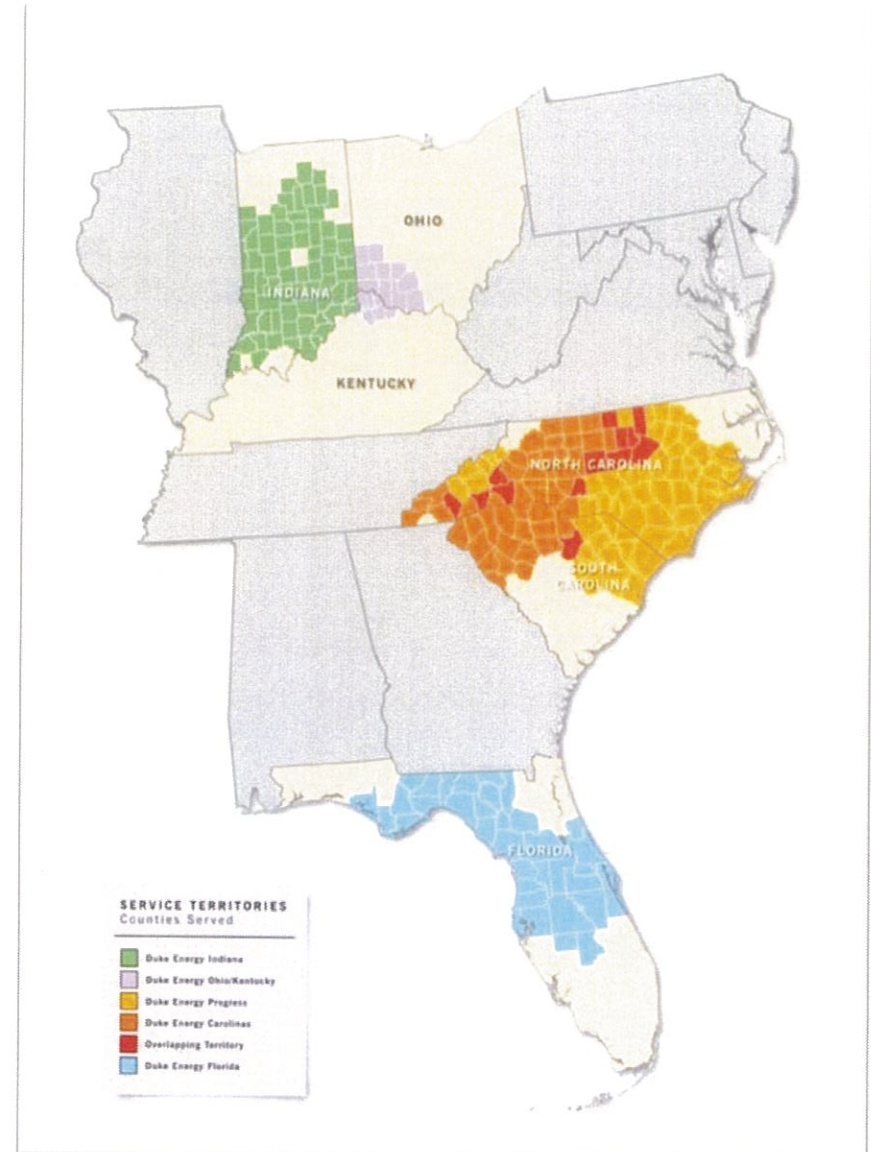 OHIO
INDIANA
KENTUCKY
NORTH CAROLINA
SOUTH
CAROLINA
FLORIDA
SERVICE TERRITORIES
Counties Served
Duke Energy Indiana
Duke Energy Ohio/Kentucky
Duke Energy Progress
Duke Energy Carolinas
Overlapping Territory
Duke Energy Florida